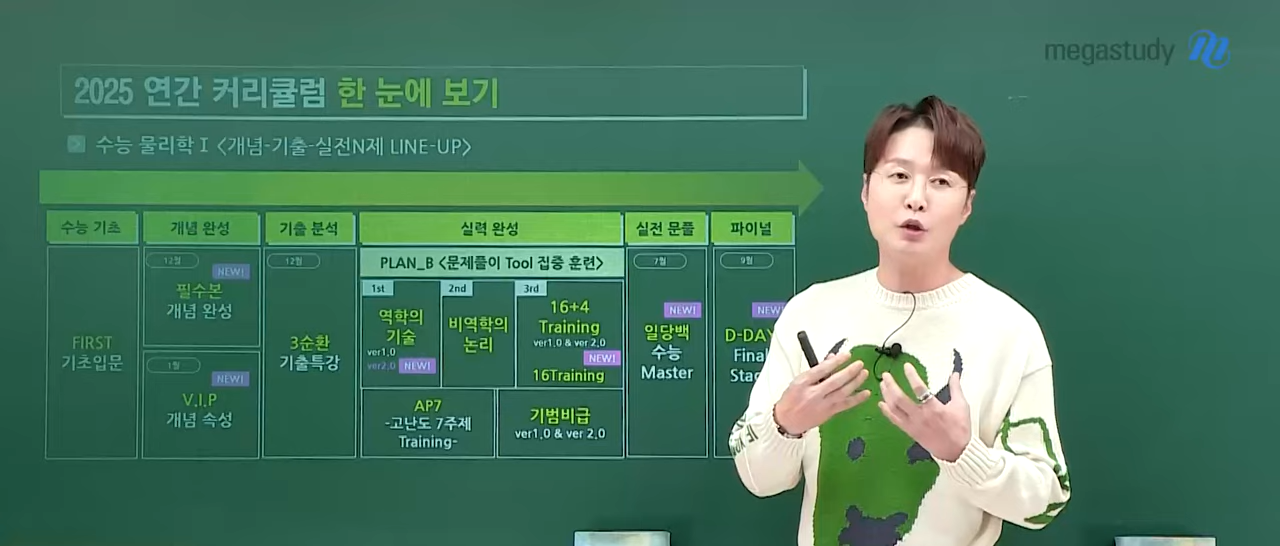 megastudy
2025 연간 커리큘럼 한 눈에 보기
수능 물리학 I <개념-기출-실전N제 LINE-UP>
수능 기초
개념 완성
기출 분석
실력 완성
실전 문풀
파이널
FIRST
기초입문
12월
NEW!
필수본
개념 완성
1월
NEW!
V.I.P
개념 속성
12월
3순환
기출특강
PLAN_B <문제풀이 Tool 집중 훈련>
1st
역학의
기술
ver1.0
ver2.0 NEW!
2nd
비역학의
논리
3rd
16+4
Training
ver1.0 & ver 2.0
NEW!
16Training
AP7
-고난도 7주제
Training-
기범비급
ver1.0 & ver 2.0
7월
NEW!
일당백
수능
Master
9월
NEW!
D-DAY
Final